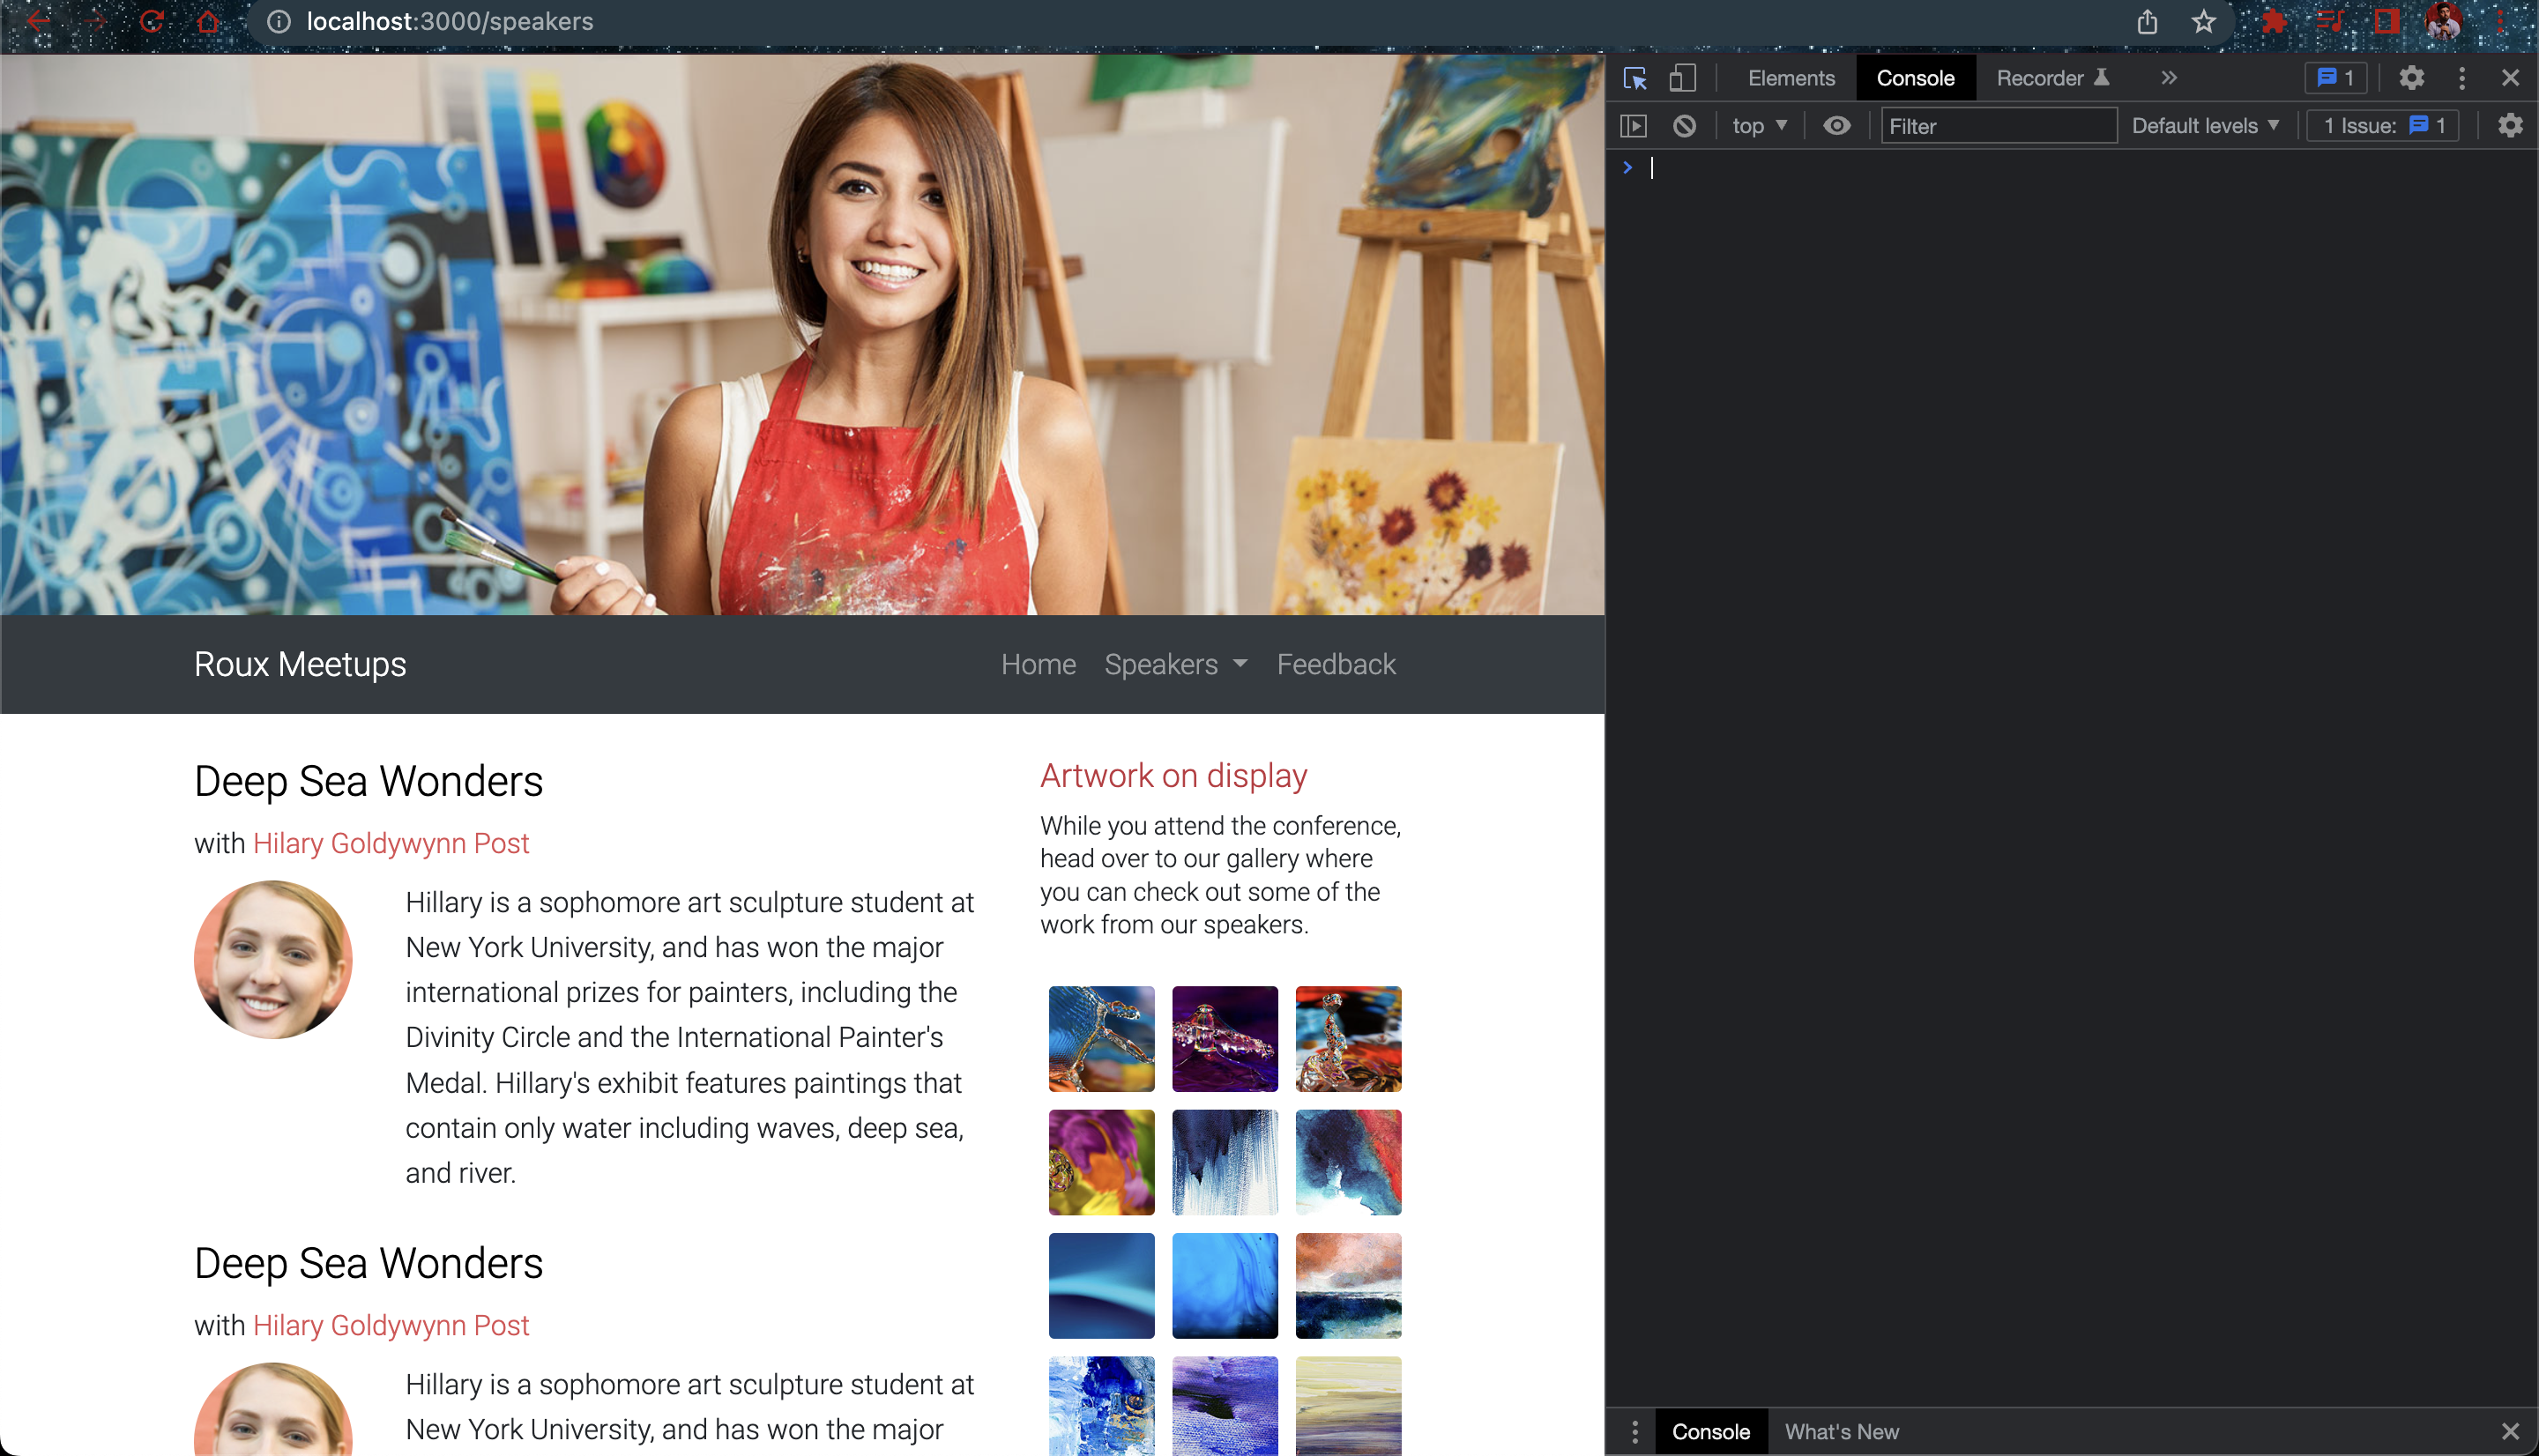 localhost:3000/speakers
Elements Console Recorder 1
top Filter Default levels 1 Issue: 1
Roux Meetups
Home Speakers Feedback
Deep Sea Wonders
with Hilary Goldywynn Post
Hillary is a sophomore art sculpture student at
New York University, and has won the major
international prizes for painters, including the
Divinity Circle and the International Painter's
Medal. Hillary's exhibit features paintings that
contain only water including waves, deep sea,
and river.
Deep Sea Wonders
with Hilary Goldywynn Post
Hillary is a sophomore art sculpture student at
New York University, and has won the major
Artwork on display
While you attend the conference,
head over to our gallery where
you can check out some of the
work from our speakers.
Console What's New